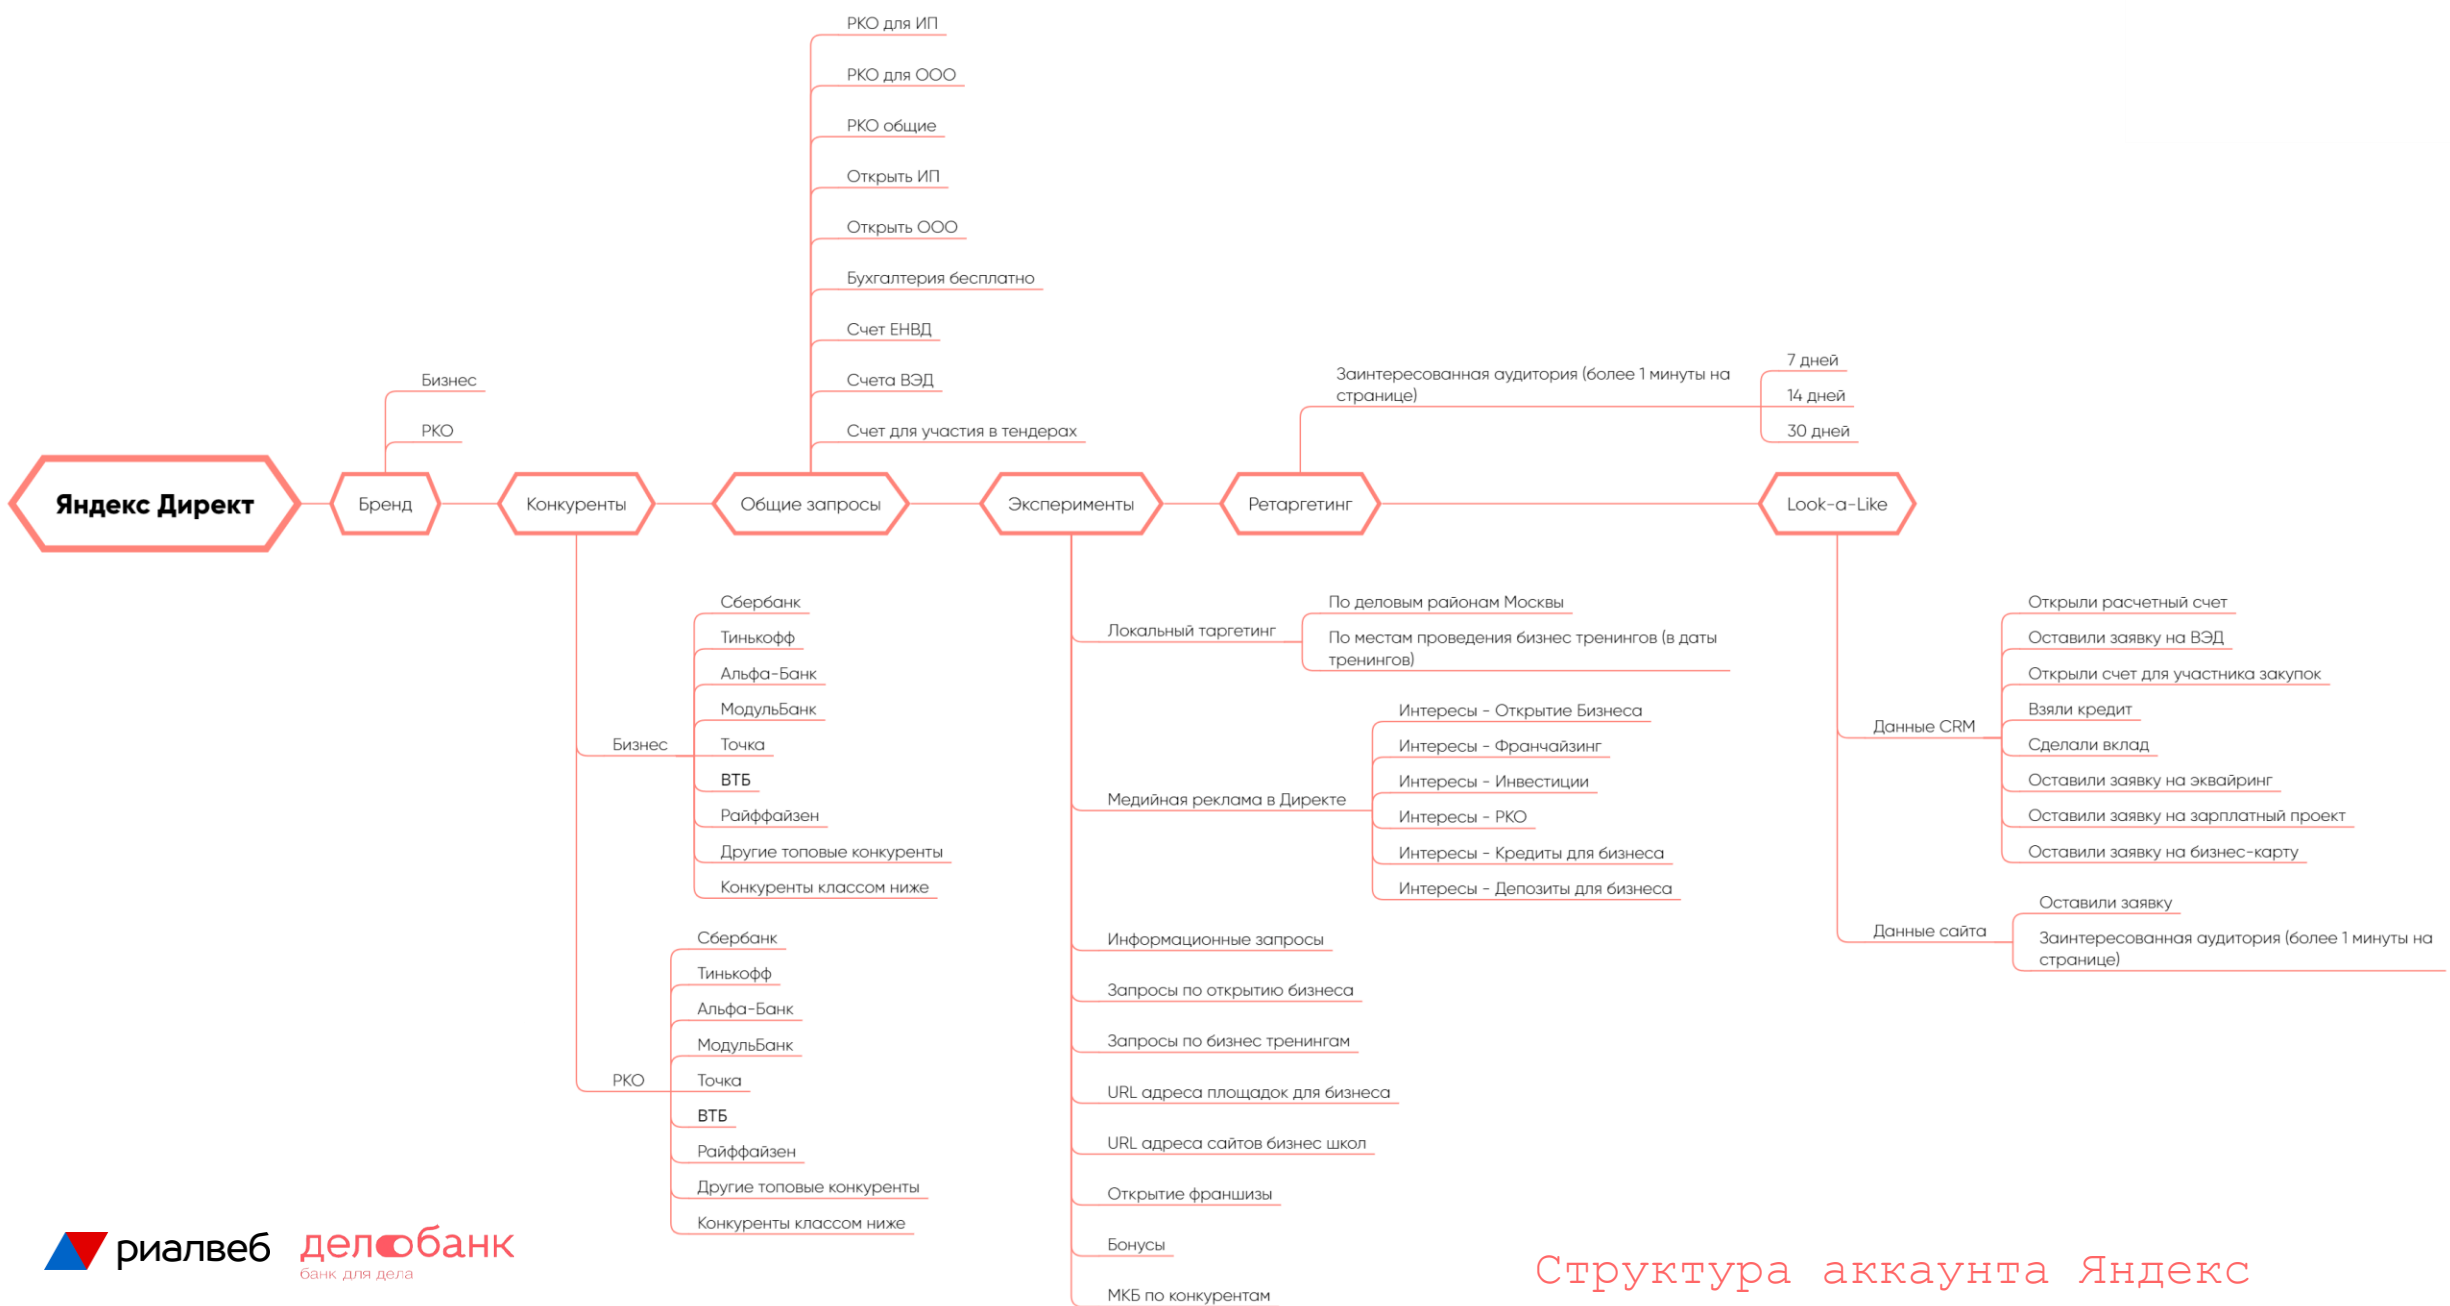 РКО для ИП
РКО для ООО
РКО общие
Открыть ИП
Открыть ООО
Бухгалтерия бесплатно
Счет ЕНВД
Счета ВЭД
Счет для участия в тендерах
Бизнес
РКО
Заинтересованная аудитория (более 1 минуты на
странице)
7 дней
14 дней
30 дней
Яндекс Директ
Бренд
Конкуренты
Общие запросы
Эксперименты
Ретаргетинг
Look-a-Like
Бизнес
Сбербанк
Тинькофф
Альфа-Банк
МодульБанк
Точка
ВТБ
Райффайзен
Другие топовые конкуренты
Конкуренты классом ниже
РКО
Сбербанк
Тинькофф
Альфа-Банк
МодульБанк
Точка
ВТБ
Райффайзен
Другие топовые конкуренты
Конкуренты классом ниже
Локальный таргетинг
По деловым районам Москвы
По местам проведения бизнес тренингов (в даты
тренингов)
Медийная реклама в Директе
Интересы - Открытие Бизнеса
Интересы - Франчайзинг
Интересы - Инвестиции
Интересы - РКО
Интересы - Кредиты для бизнеса
Интересы - Депозиты для бизнеса
Информационные запросы
Запросы по открытию бизнеса
Запросы по бизнес тренингам
URL адреса площадок для бизнеса
URL адреса сайтов бизнес школ
Открытие франшизы
Бонусы
МКБ по конкурентам
Данные CRM
Открыли расчетный счет
Оставили заявку на ВЭД
Открыли счет для участника закупок
Взяли кредит
Сделали вклад
Оставили заявку на эквайринг
Оставили заявку на зарплатный проект
Оставили заявку на бизнес-карту
Данные сайта
Оставили заявку
Заинтересованная аудитория (более 1 минуты на
странице)
риалвеб
делобанк
банк для дела
Структура аккаунта Яндекс